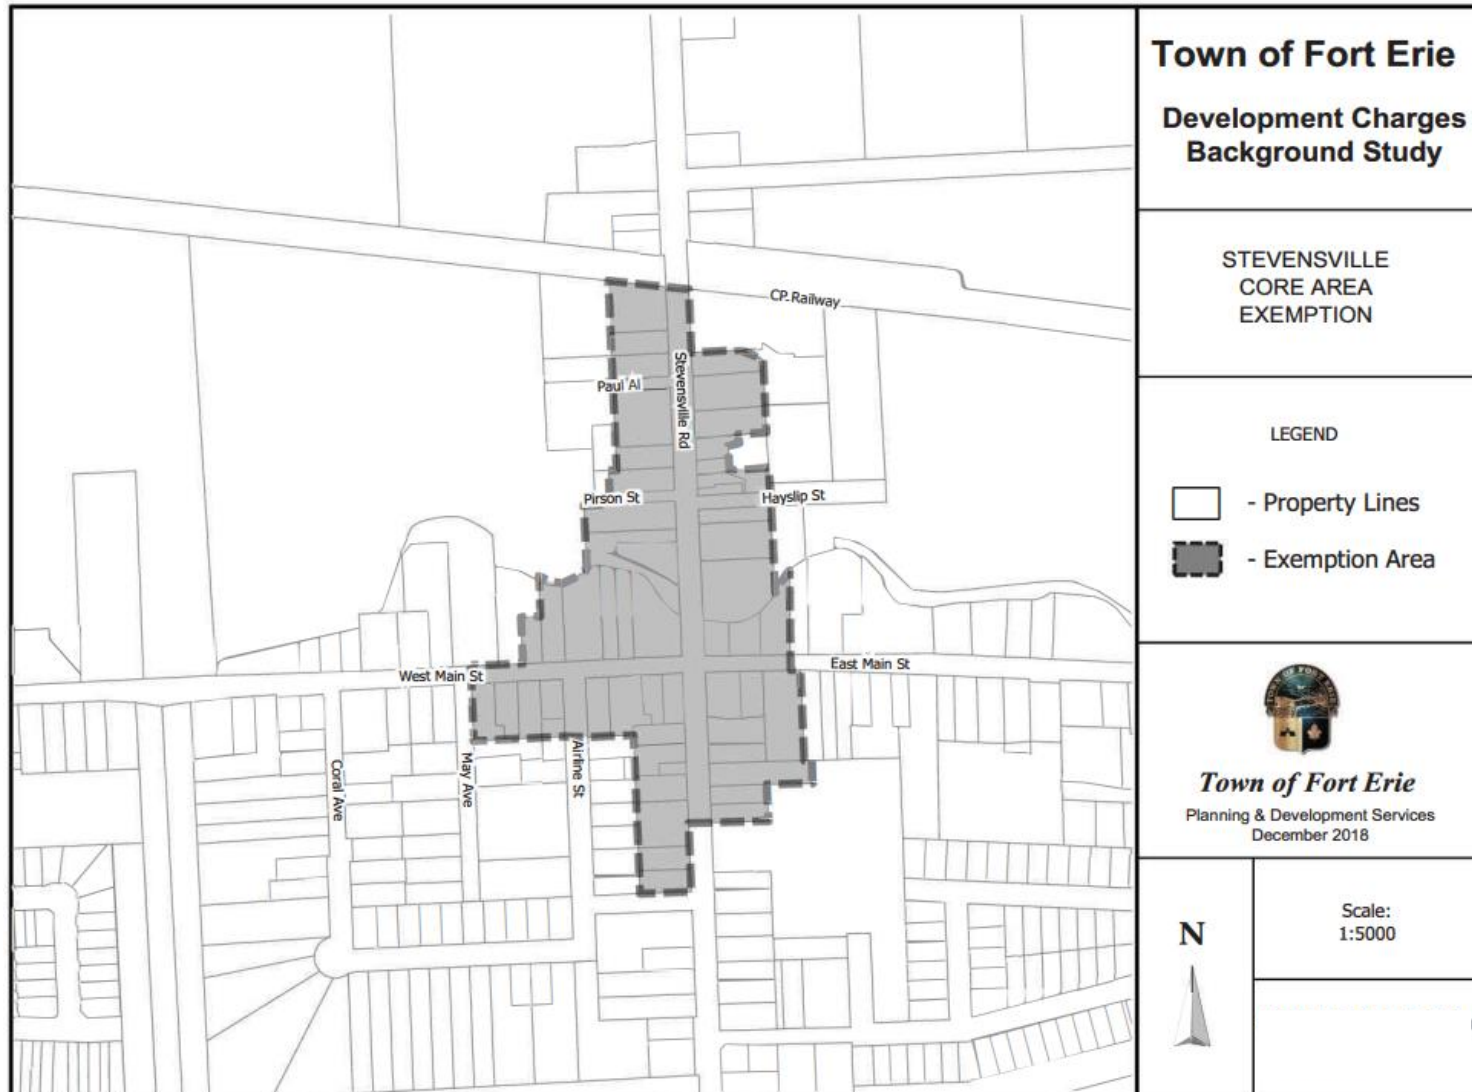 Town of Fort Erie
Development Charges
Background Study
STEVENSVILLE
CORE AREA
EXEMPTION
LEGEND
- Property Lines
- Exemption Area
Town of Fort Erie
Planning & Development Services
December 2018
N
Scale:
1:5000
CP Railway
Stevensville Rd
Paul Al
Pirson St
Hayslip St
West Main St
East Main St
Coral Ave
May Ave
Airline St